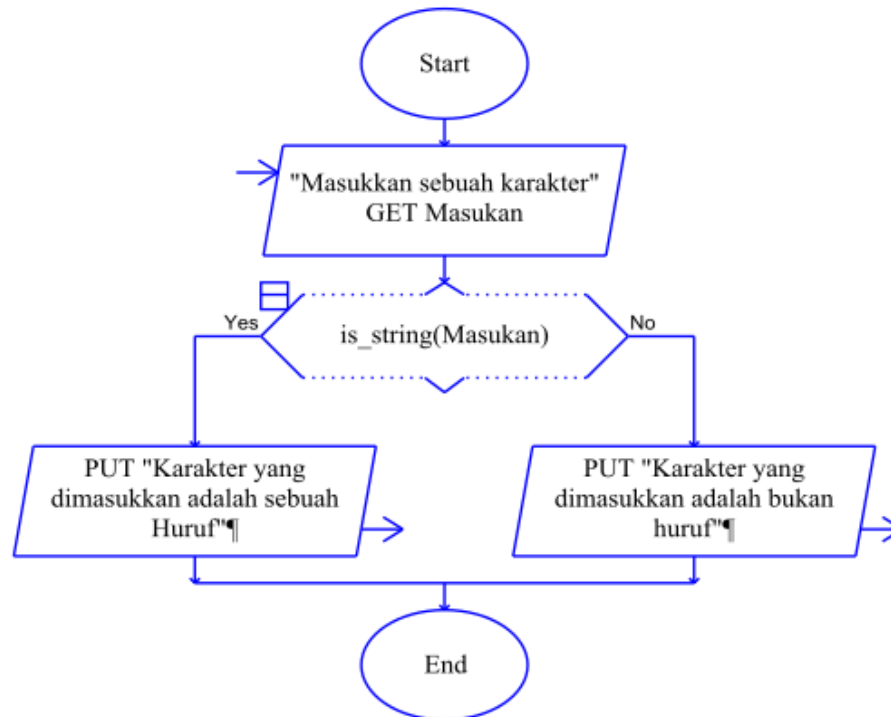 Start
"Masukkan sebuah karakter"
GET Masukan
Yes
is_string(Masukan)
No
PUT "Karakter yang
dimasukkan adalah sebuah
Huruf"¶
PUT "Karakter yang
dimasukkan adalah bukan
huruf"¶
End